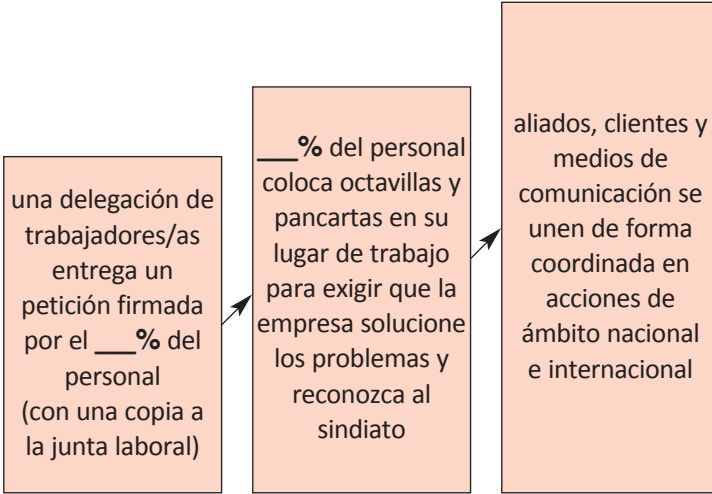 una delegación de
trabajadores/as
entrega un
petición firmada
por el ___% del
personal
(con una copia a
la junta laboral)
___% del personal
coloca octavillas y
pancartas en su
lugar de trabajo
para exigir que la
empresa solucione
los problemas y
reconozca al
sindiato
aliados, clientes y
medios de
comunicación se
unen de forma
coordinada en
acciones de
ámbito nacional
e internacional